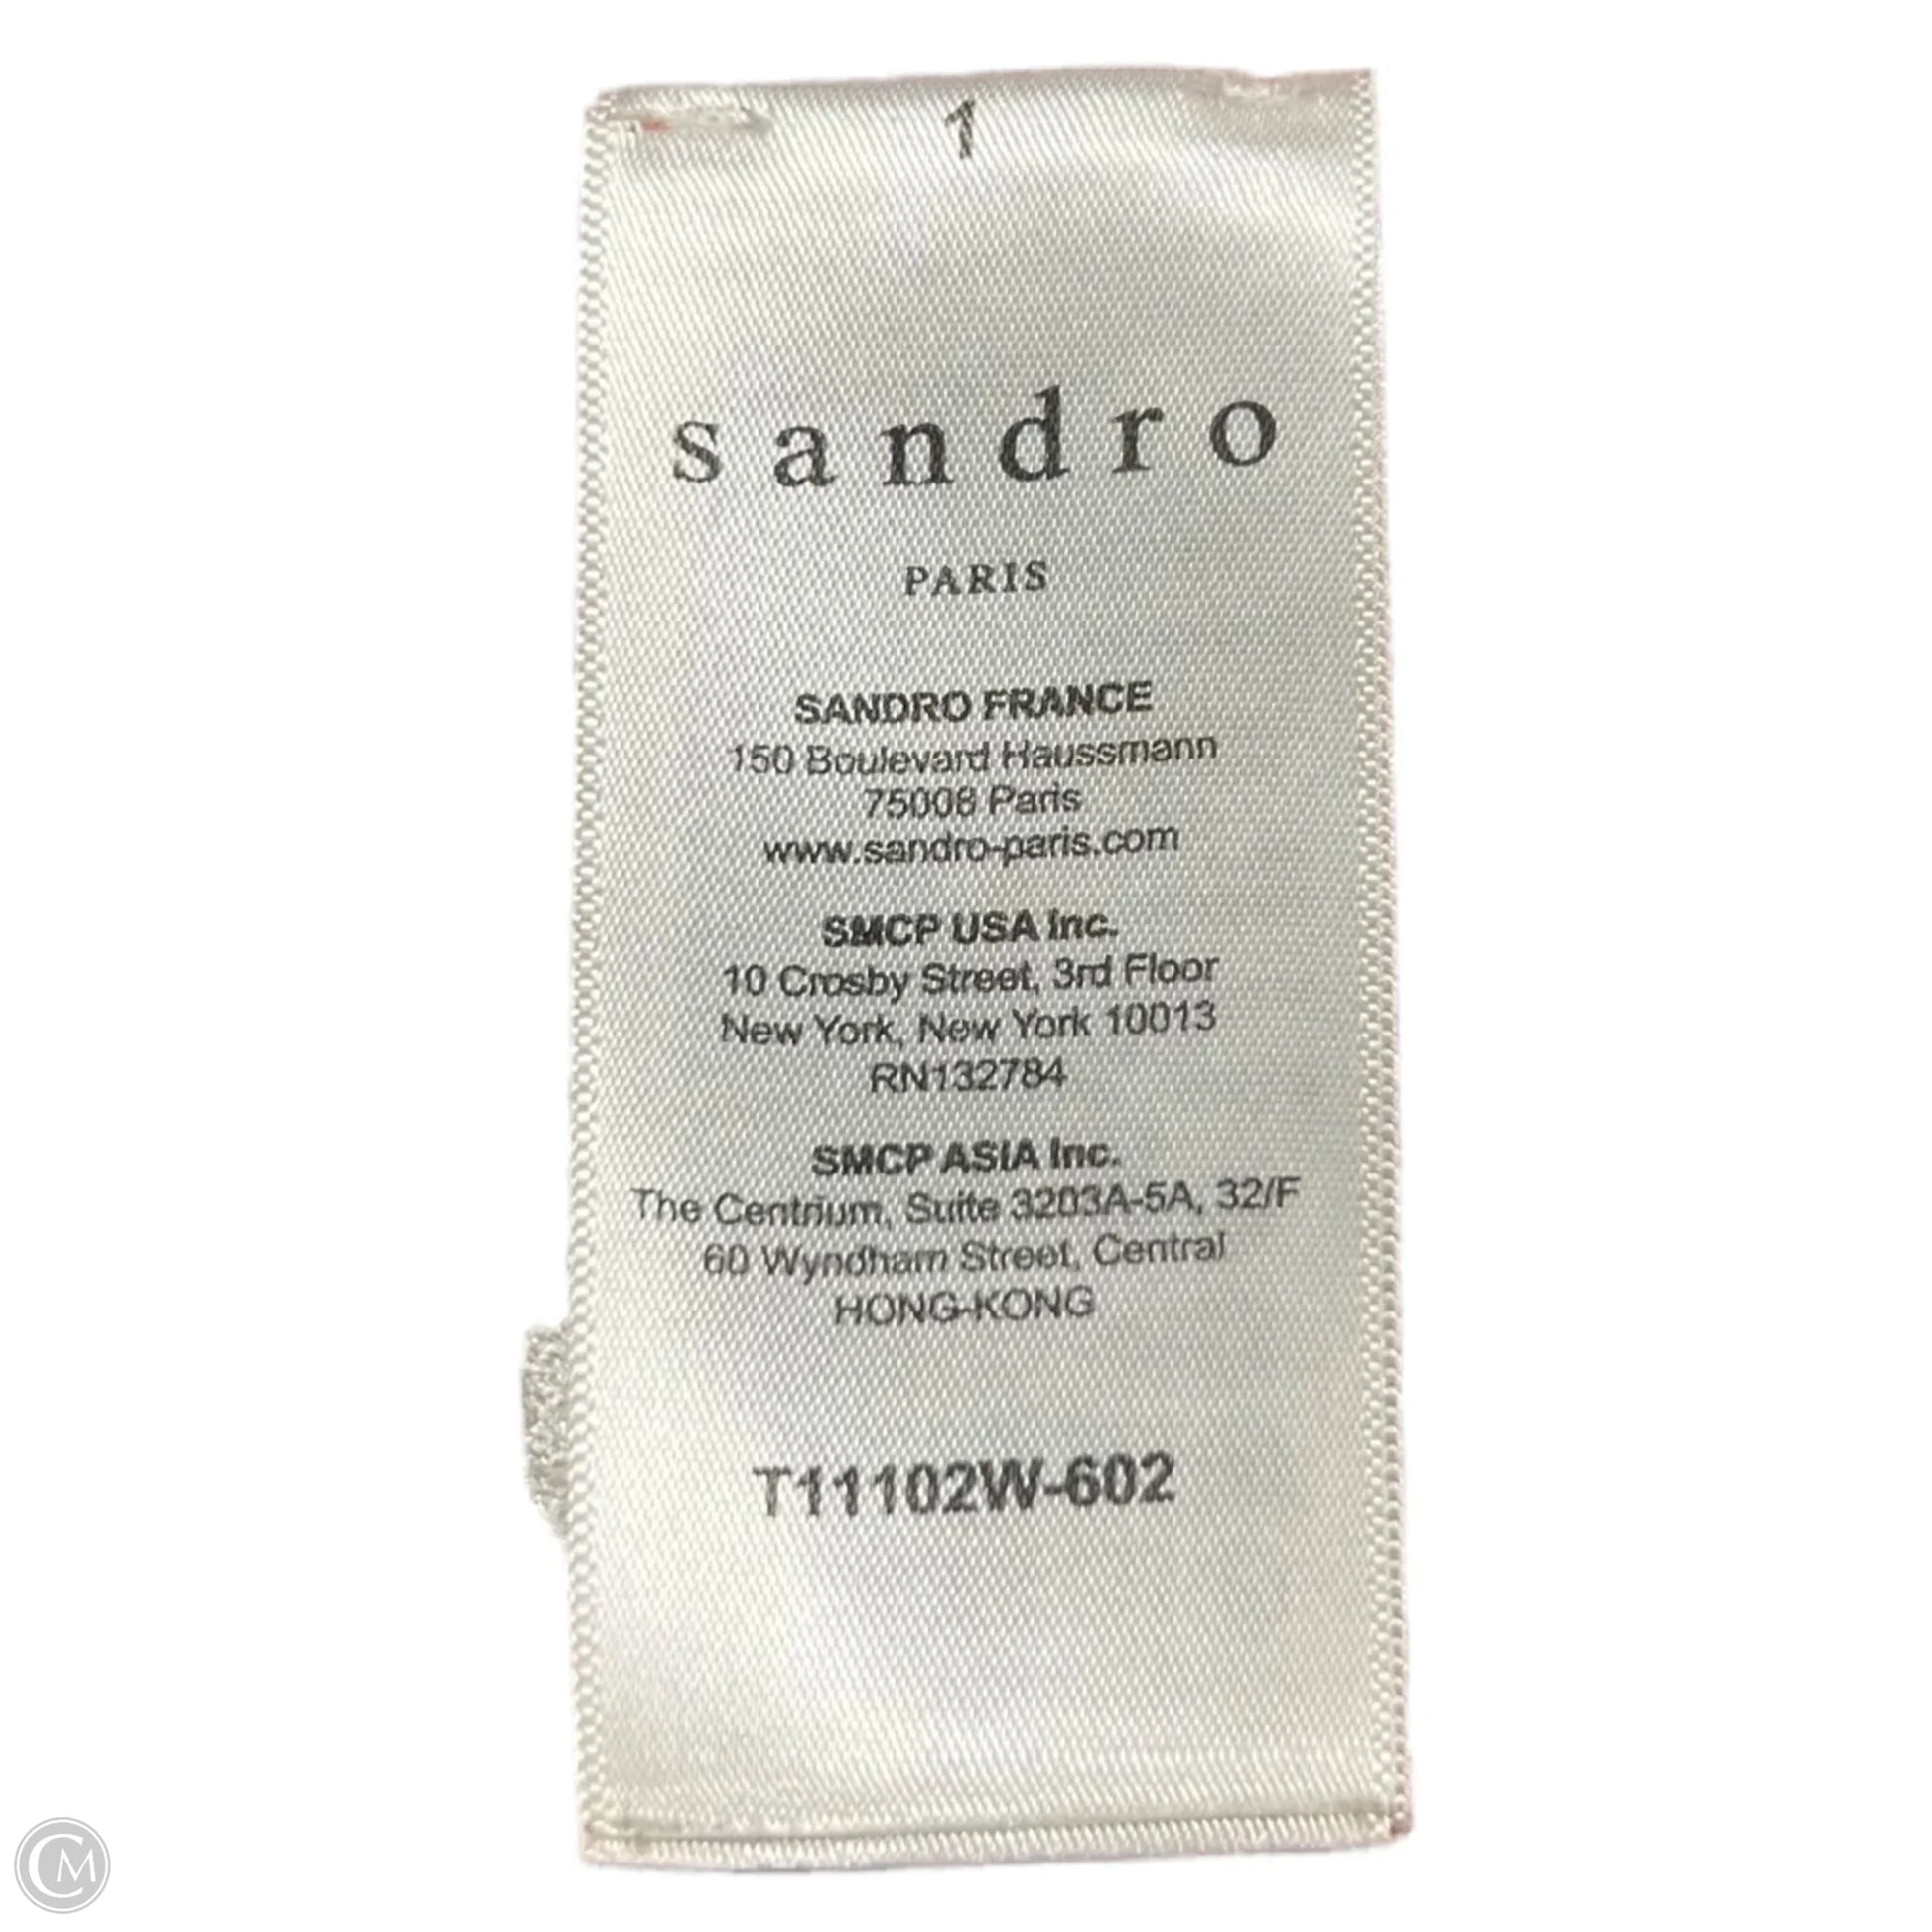 1
sandro
PARIS
SANDRO FRANCE
150 Boulevard Haussmann
75008 Paris
www.sandro-paris.com
SMCP USA Inc.
10 Crosby Street, 3rd Floor
New York, New York 10013
RN132784
SMCP ASIA Inc.
The Centrium, Suite 3203A-5A, 32/F
60 Wyndham Street, Central
HONG-KONG
T11102W-602
CM